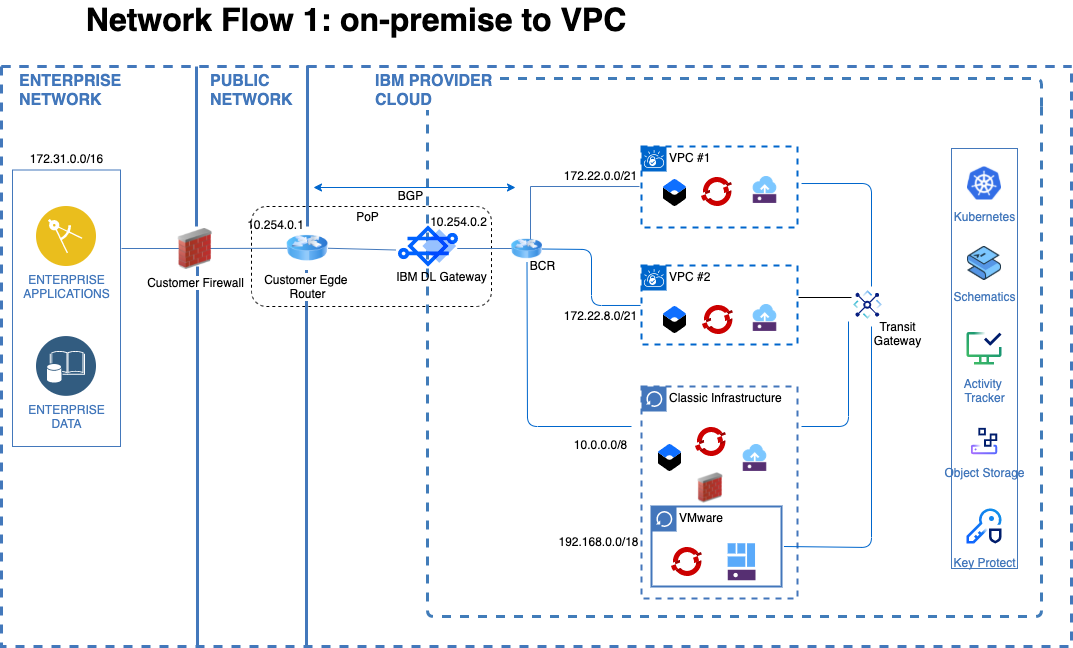 Network Flow 1: on-premise to VPC
ENTERPRISE
NETWORK
PUBLIC
NETWORK
IBM PROVIDER
CLOUD
172.31.0.0/16
ENTERPRISE
APPLICATIONS
ENTERPRISE
DATA
Customer Firewall
BGP
PoP
10.254.0.1
10.254.0.2
Customer Egde
Router
IBM DL Gateway
BCR
172.22.0.0/21
VPC #1
VPC #2
172.22.8.0/21
Classic Infrastructure
10.0.0.0/8
VMware
192.168.0.0/18
Transit
Gateway
Kubernetes
Schematics
Activity
Tracker
Object Storage
Key Protect